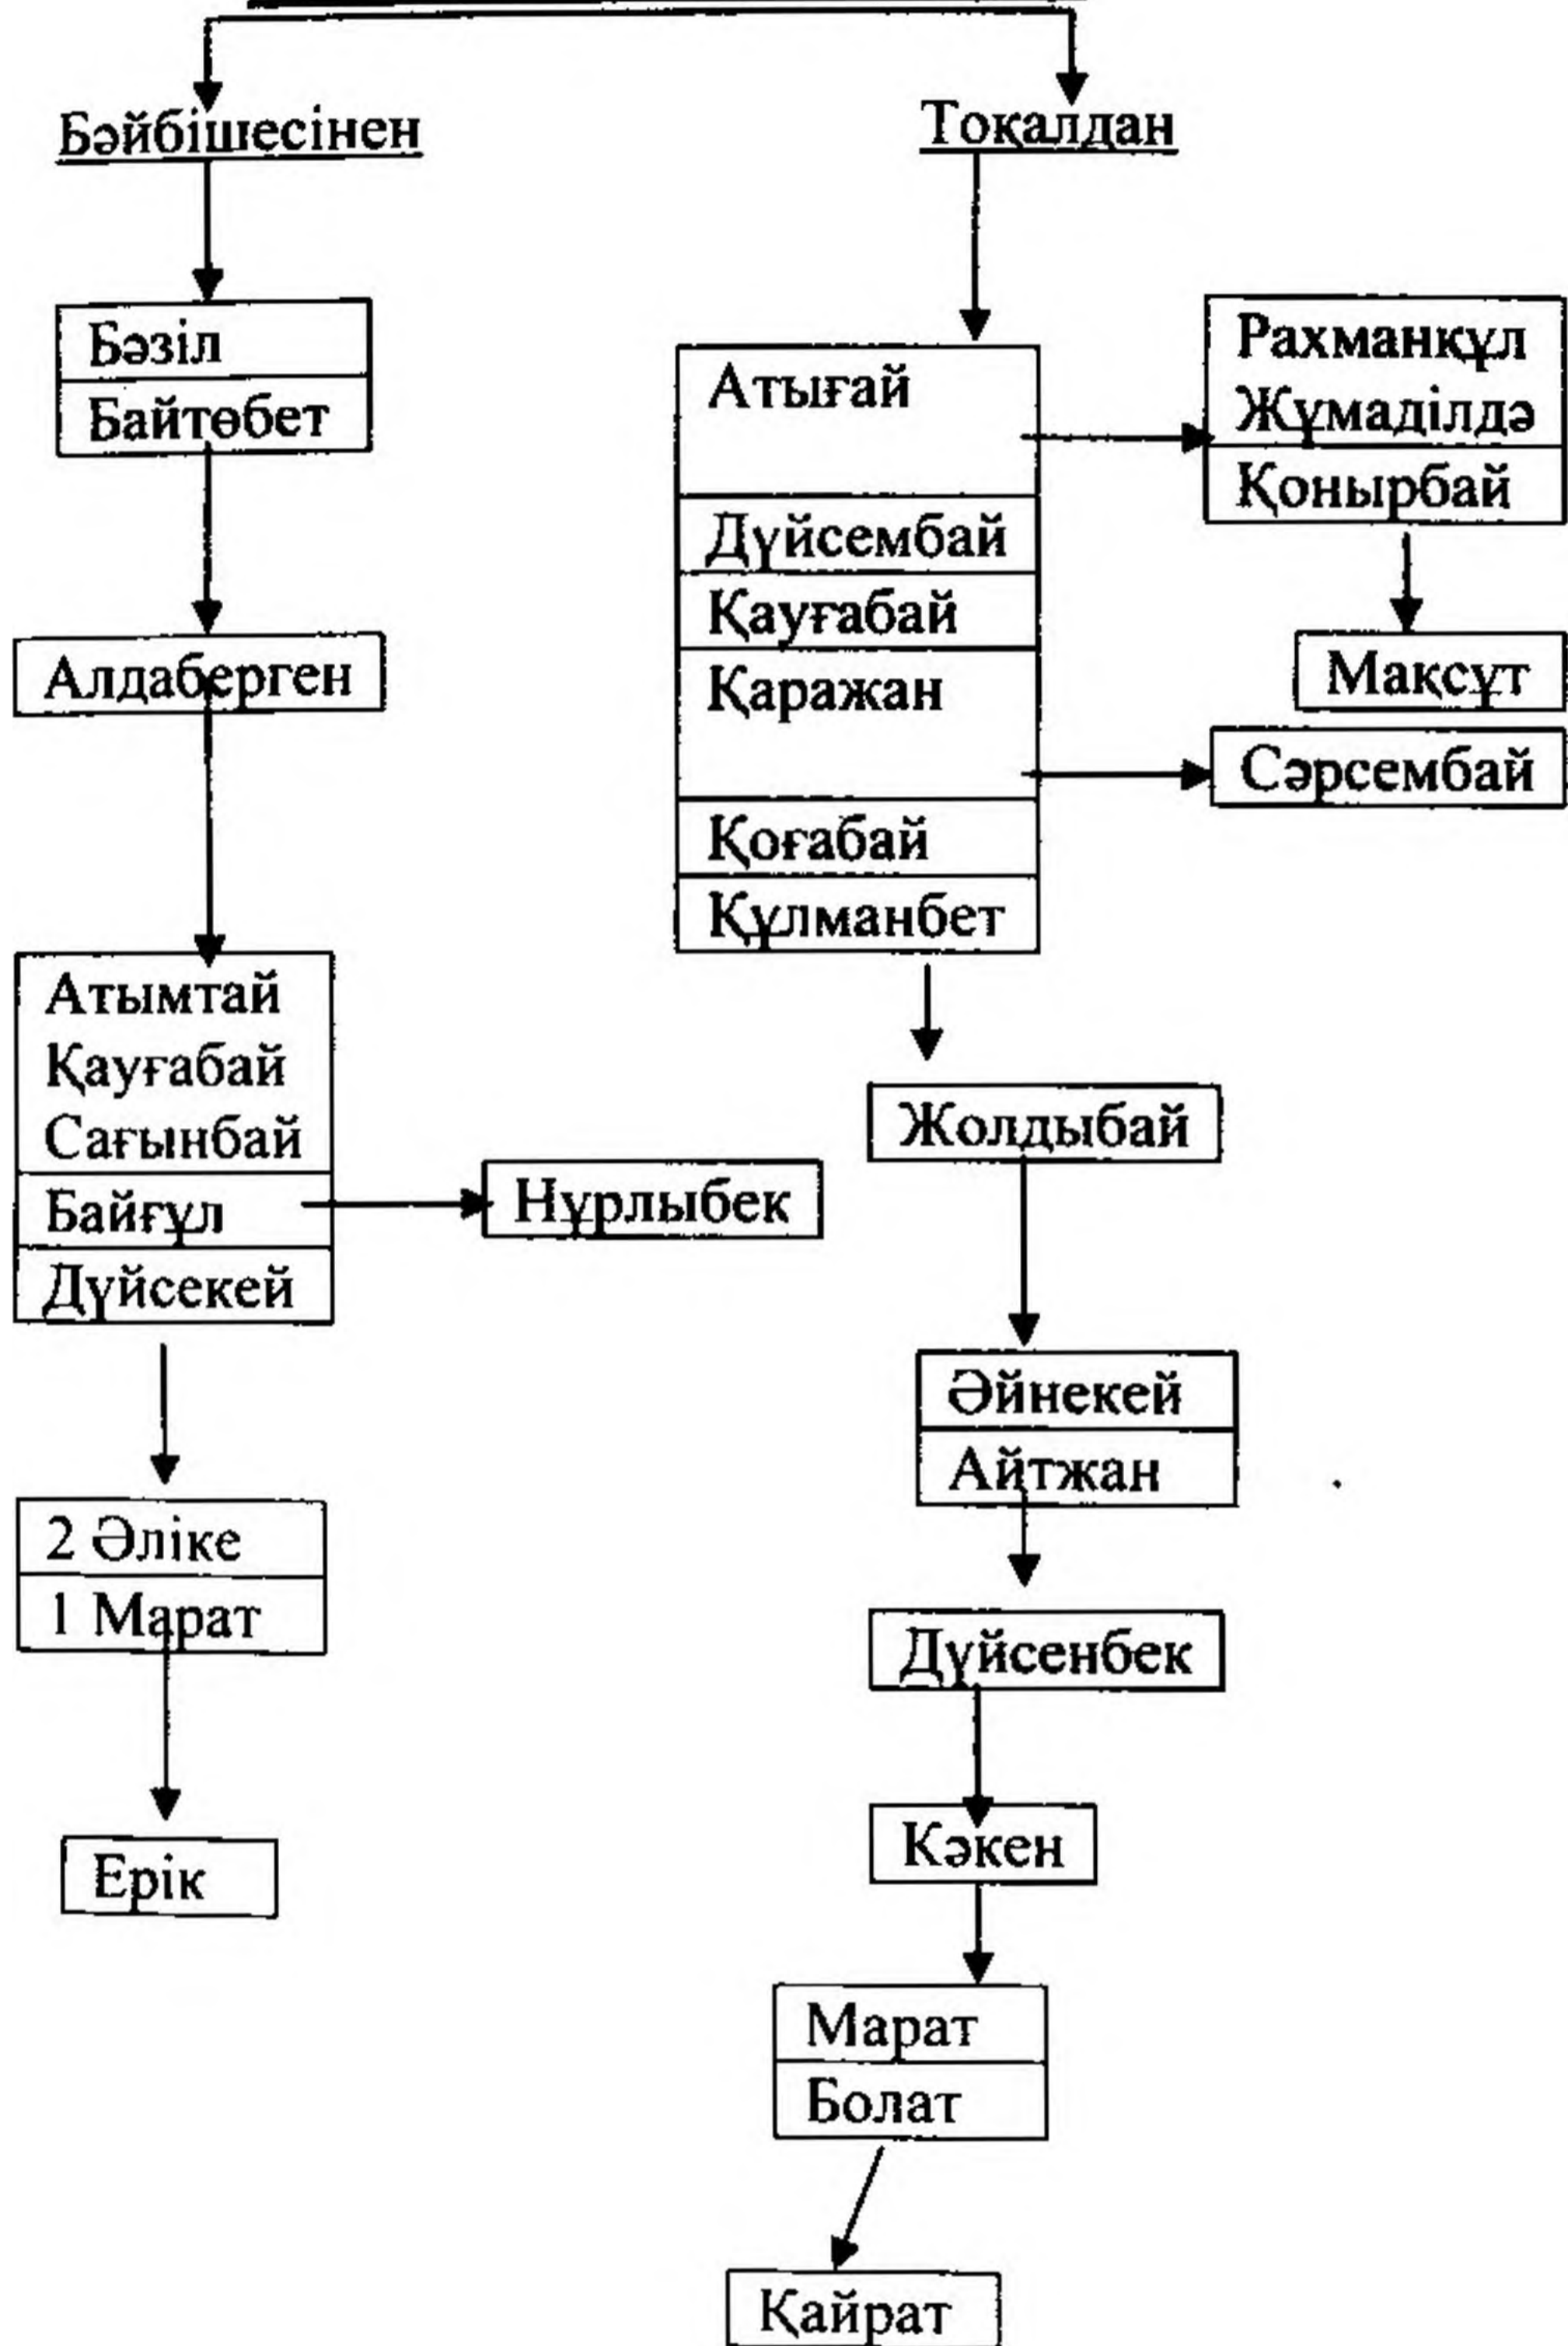 Бәйбішесінен
Тоқалдан
Бәзіл
Байтөбет
Алдаберген
Атымтай
Қауғабай
Сағынбай
Байғұл
Дүйсекей
Нұрлыбек
2 Әліке
1 Марат
Ерік
Атығай
Дүйсембай
Қауғабай
Қаражан
Қоғабай
Құлманбет
Рахманқұл
Жұмаділдә
Қонырбай
Мақсұт
Сәрсембай
Жолдыбай
Әйнекей
Айтжан
Дүйсенбек
Кәкен
Марат
Болат
Қайрат